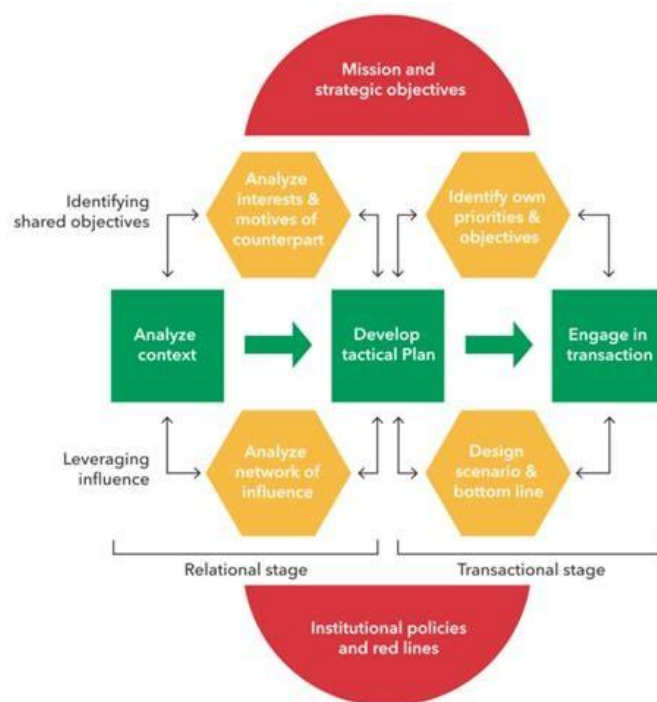 Mission and
strategic objectives
Identifying
shared objectives
Analyze
interests &
motives of
counterpart
Identify own
priorities &
objectives
Analyze
context
Develop
tactical Plan
Engage in
transaction
Leveraging
influence
Analyze
network of
influence
Design
scenario &
bottom line
Relational stage
Transactional stage
Institutional policies
and red lines